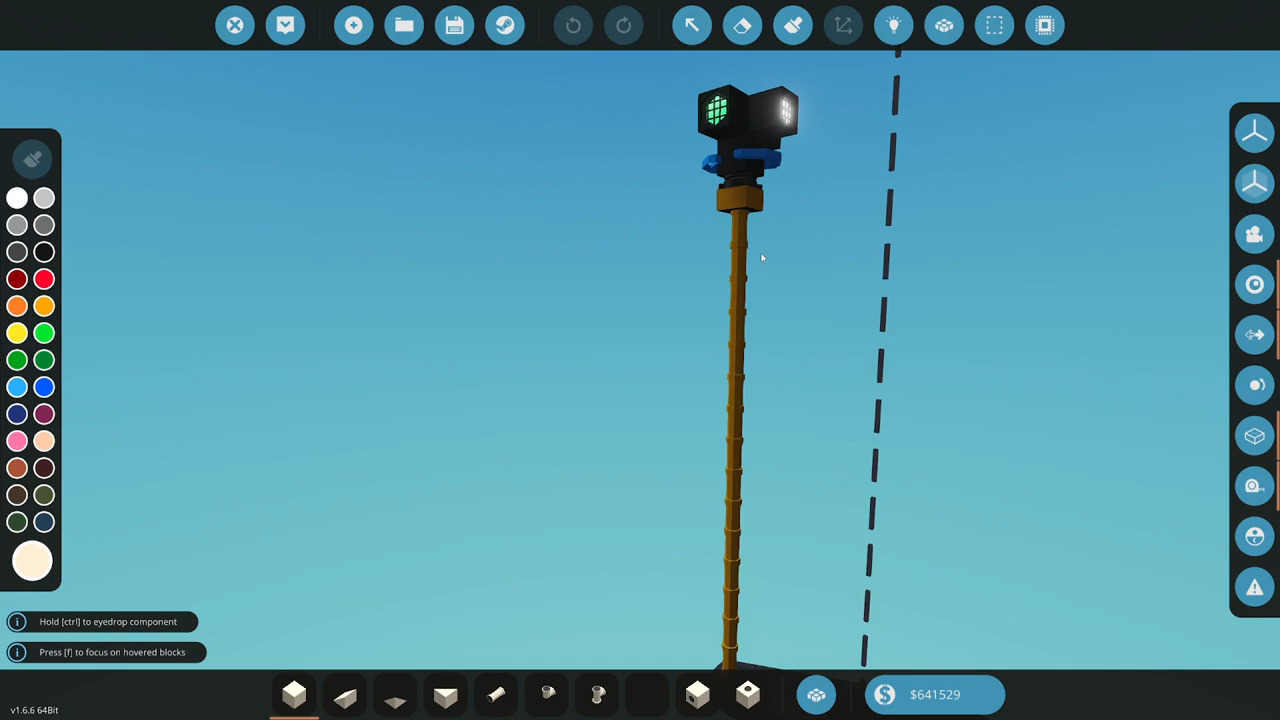 Hold [ctrl] to eyedrop component
Press [f] to focus on hovered blocks
$641529
v1.6.6 64Bit